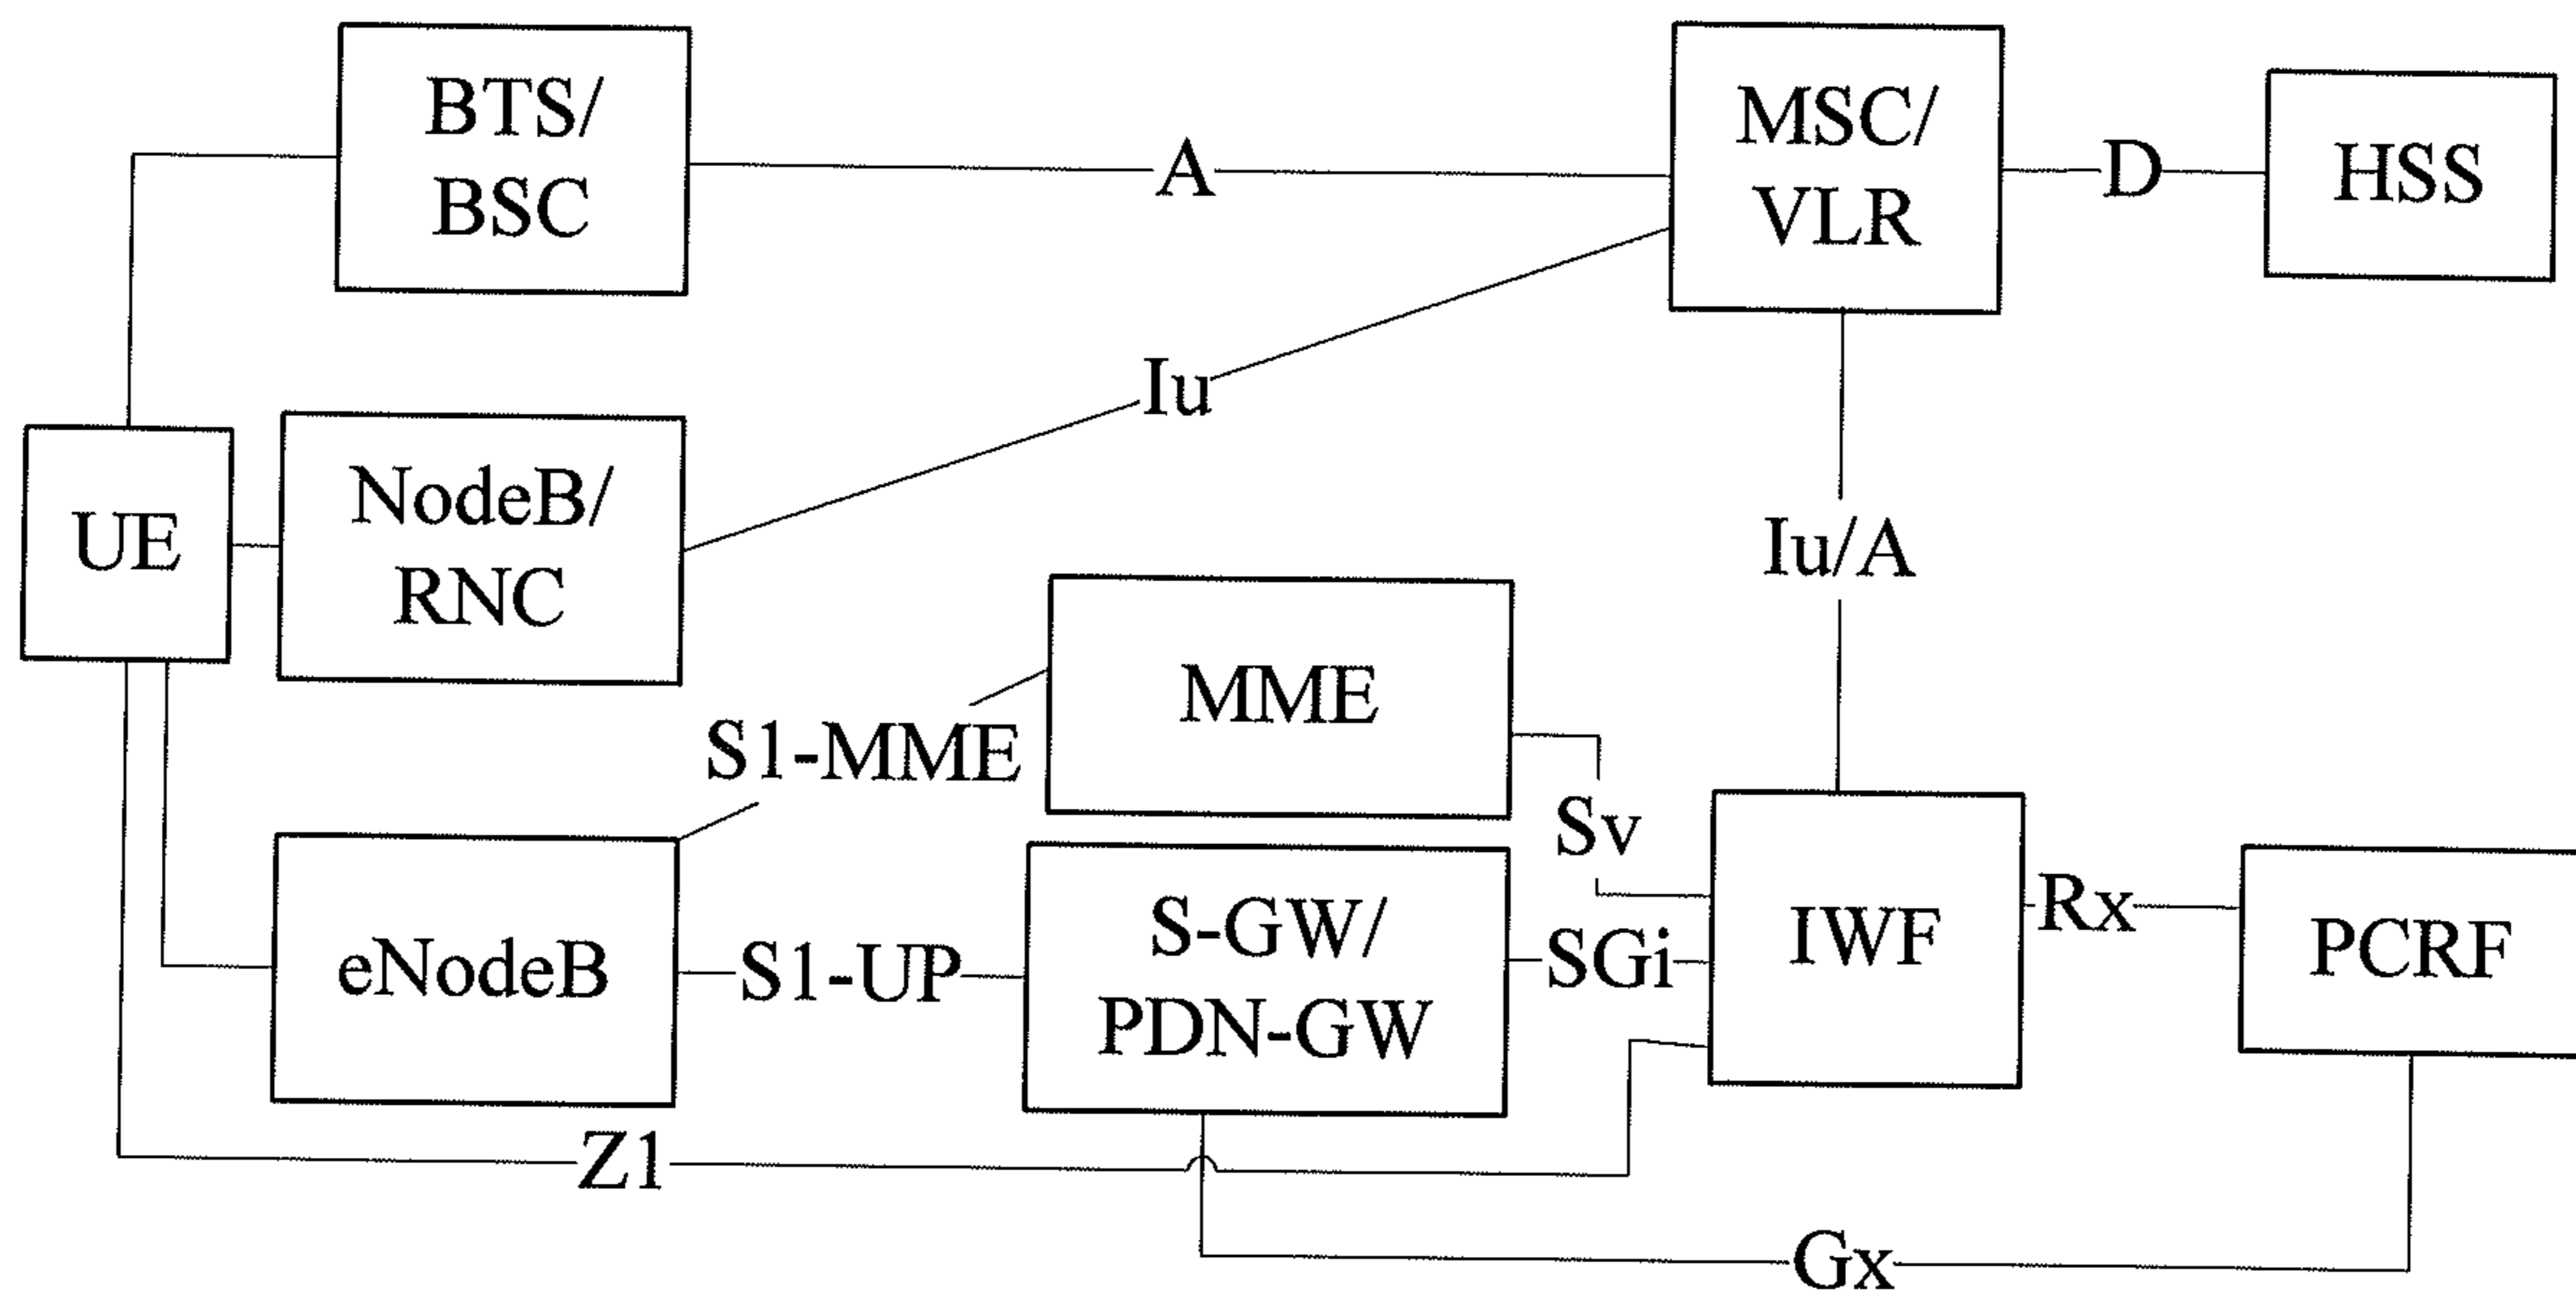 BTS/
BSC
A
MSC/
VLR
D
HSS
Iu
UE
NodeB/
RNC
Iu/A
MME
S1-MME
Sv
eNodeB
S1-UP
S-GW/
PDN-GW
SGi
IWF
Rx
PCRF
Z1
Gx